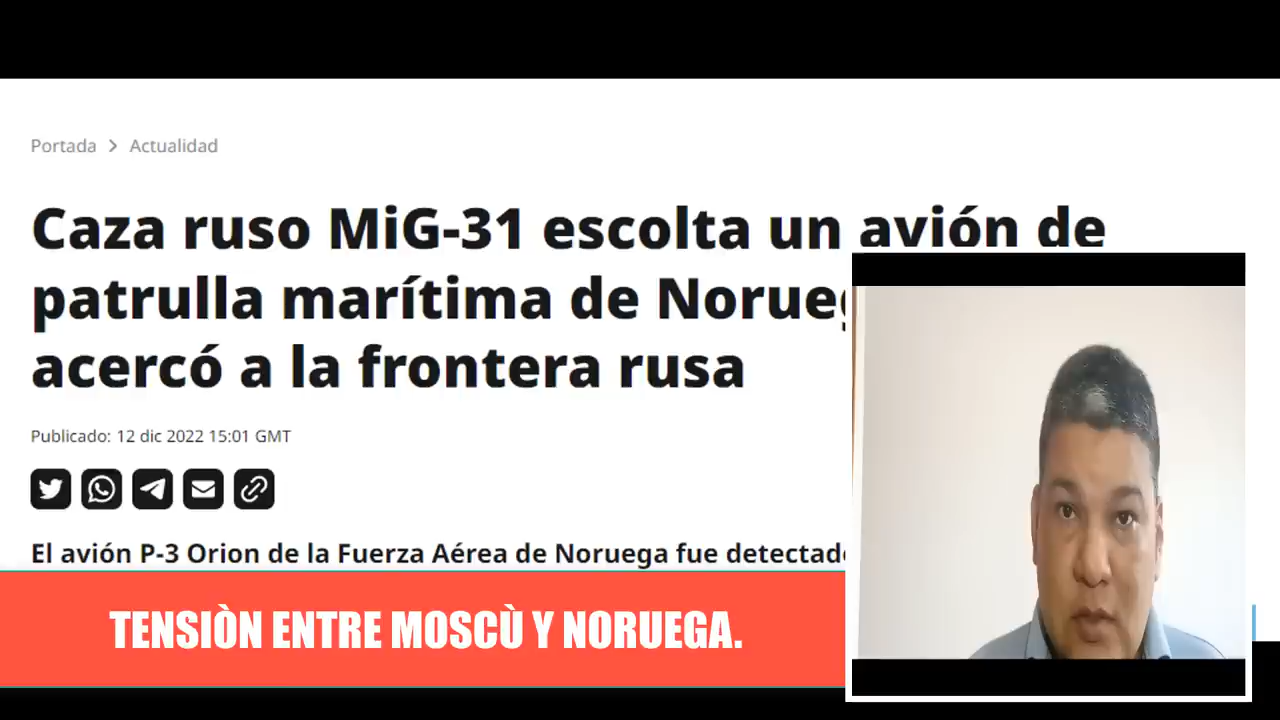 Portada > Actualidad
Caza ruso MiG-31 escolta un avión de
patrulla marítima de
acercó a la frontera rusa
Publicado: 12 dic 2022 15:01 GMT
El avión P-3 Orion de la Fuerza Aérea de Noruega fue
TENSIÒN ENTRE MOSCÙ Y NORUEGA.